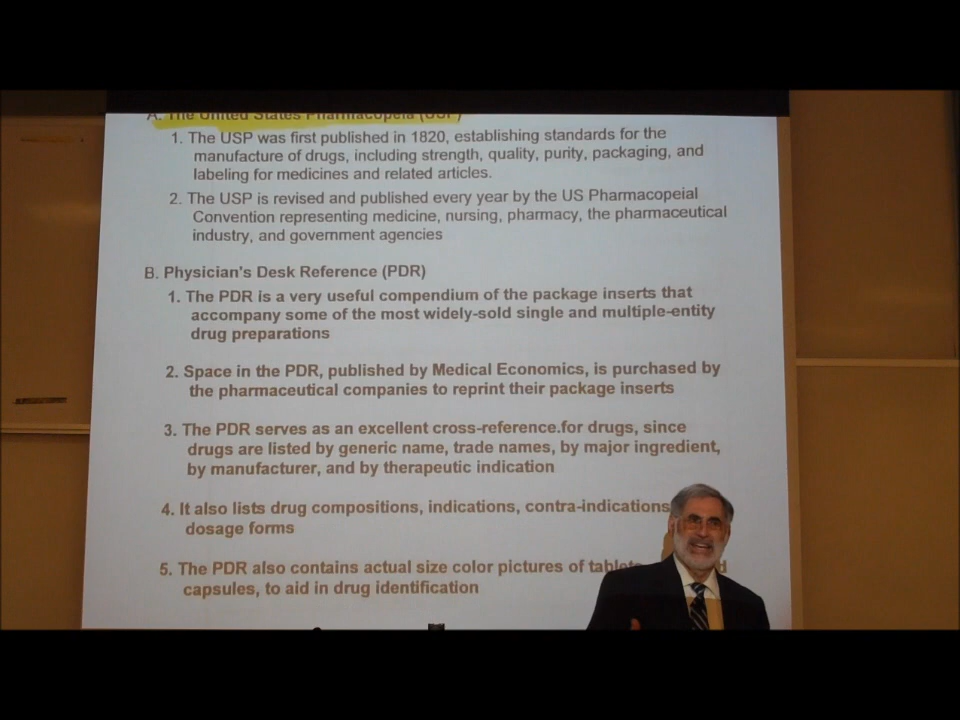 A. The United States Pharmacopeia (USP)
1. The USP was first published in 1820, establishing standards for the
manufacture of drugs, including strength, quality, purity, packaging, and
labeling for medicines and related articles.
2. The USP is revised and published every year by the US Pharmacopeial
Convention representing medicine, nursing, pharmacy, the pharmaceutical
industry, and government agencies
B. Physician's Desk Reference (PDR)
1. The PDR is a very useful compendium of the package inserts that
accompany some of the most widely-sold single and multiple-entity
drug preparations
2. Space in the PDR, published by Medical Economics, is purchased by
the pharmaceutical companies to reprint their package inserts
3. The PDR serves as an excellent cross-reference.for drugs, since
drugs are listed by generic name, trade names, by major ingredient,
by manufacturer, and by therapeutic indication
4. It also lists drug compositions, indications, contra-indications
dosage forms
5. The PDR also contains actual size color pictures of
capsules, to aid in drug identification